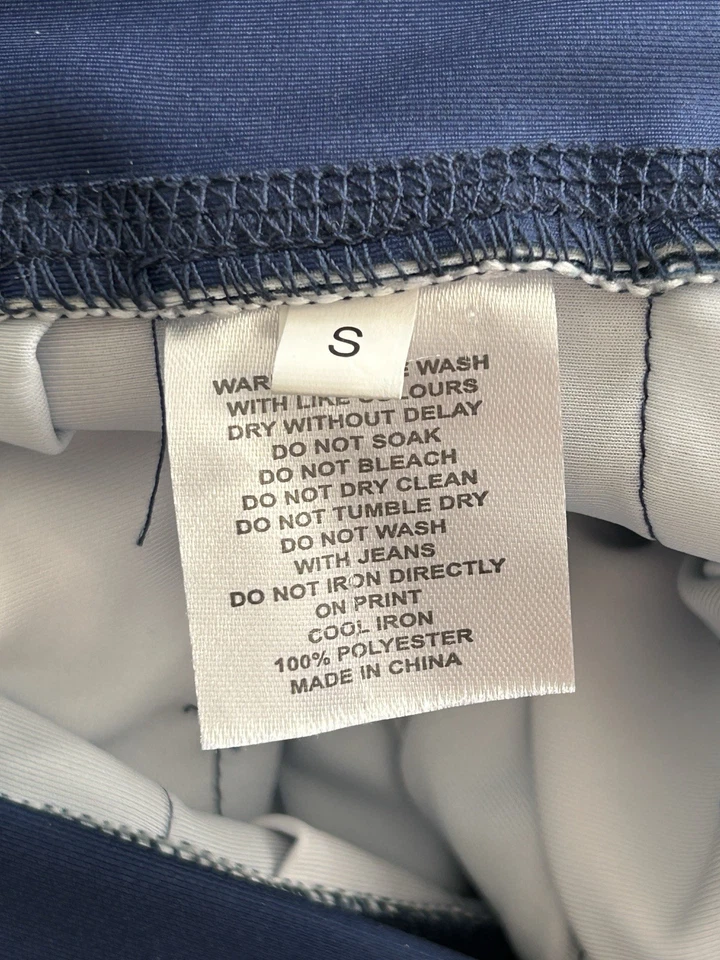 S
WAR E WASH
WITH LIKE COLOURS
DRY WITHOUT DELAY
DO NOT SOAK
DO NOT BLEACH
DO NOT DRY CLEAN
DO NOT TUMBLE DRY
DO NOT WASH
WITH JEANS
DO NOT IRON DIRECTLY
ON PRINT
COOL IRON
100% POLYESTER
MADE IN CHINA